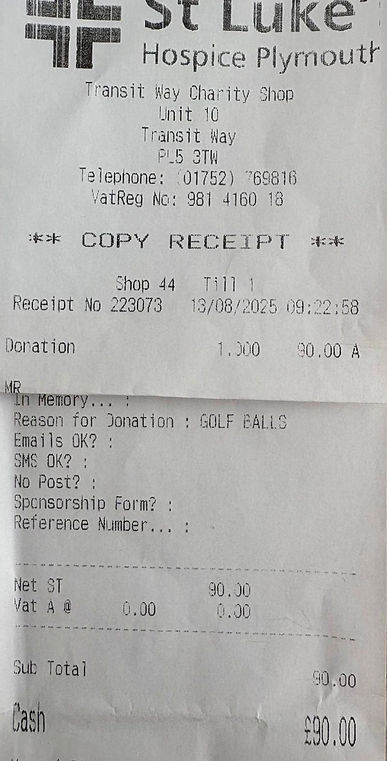 St Luke'
Hospice Plymouth
Transit Way Charity Shop
Unit 10
Transit Way
PL5 3TW
Telephone: (01752) 769816
VatReg No: 981 4160 18
** COPY RECEIPT **
Shop 44 Till 1
Receipt No 223073 13/08/2025 09:22:58
Donation 1.000 90.00 A
MR
In Memory... :
Reason for Donation : GOLF BALLS
Emails OK? :
SMS OK? :
No Post? :
Sponsorship Form? :
Reference Number... :
Net ST 90.00
Vat A @ 0.00 0.00
Sub Total 90.00
Cash £90.00